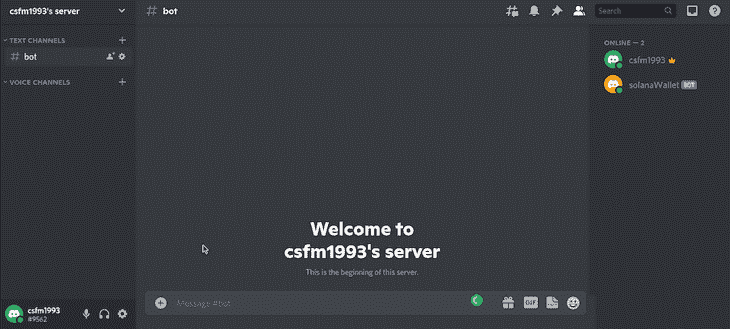 csfm1993's server
# bot
Search
TEXT CHANNELS
# bot
VOICE CHANNELS
ONLINE — 2
csfm1993
solanaWallet BOT
Welcome to
csfm1993's server
This is the beginning of this server.
Message #bot
GIF
csfm1993
#9562